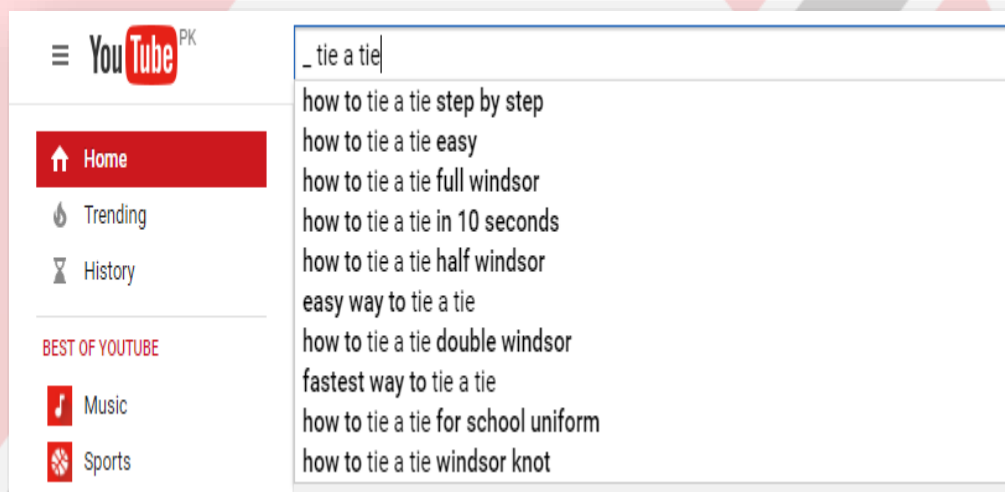 YouTube PK
_ tie a tie
how to tie a tie step by step
how to tie a tie easy
how to tie a tie full windsor
how to tie a tie in 10 seconds
how to tie a tie half windsor
easy way to tie a tie
how to tie a tie double windsor
fastest way to tie a tie
how to tie a tie for school uniform
how to tie a tie windsor knot
Home
Trending
History
BEST OF YOUTUBE
Music
Sports